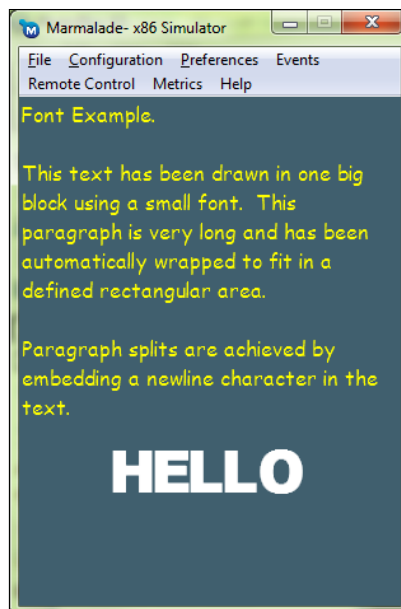 Marmalade- x86 Simulator
File Configuration Preferences Events
Remote Control Metrics Help
Font Example.
This text has been drawn in one big
block using a small font. This
paragraph is very long and has been
automatically wrapped to fit in a
defined rectangular area.
Paragraph splits are achieved by
embedding a newline character in the
text.
HELLO